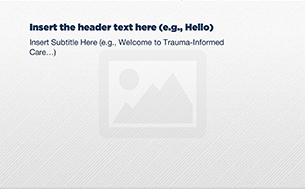 Insert the header text here (e.g., Hello)
Insert Subtitle Here (e.g., Welcome to Trauma-Informed
Care…)